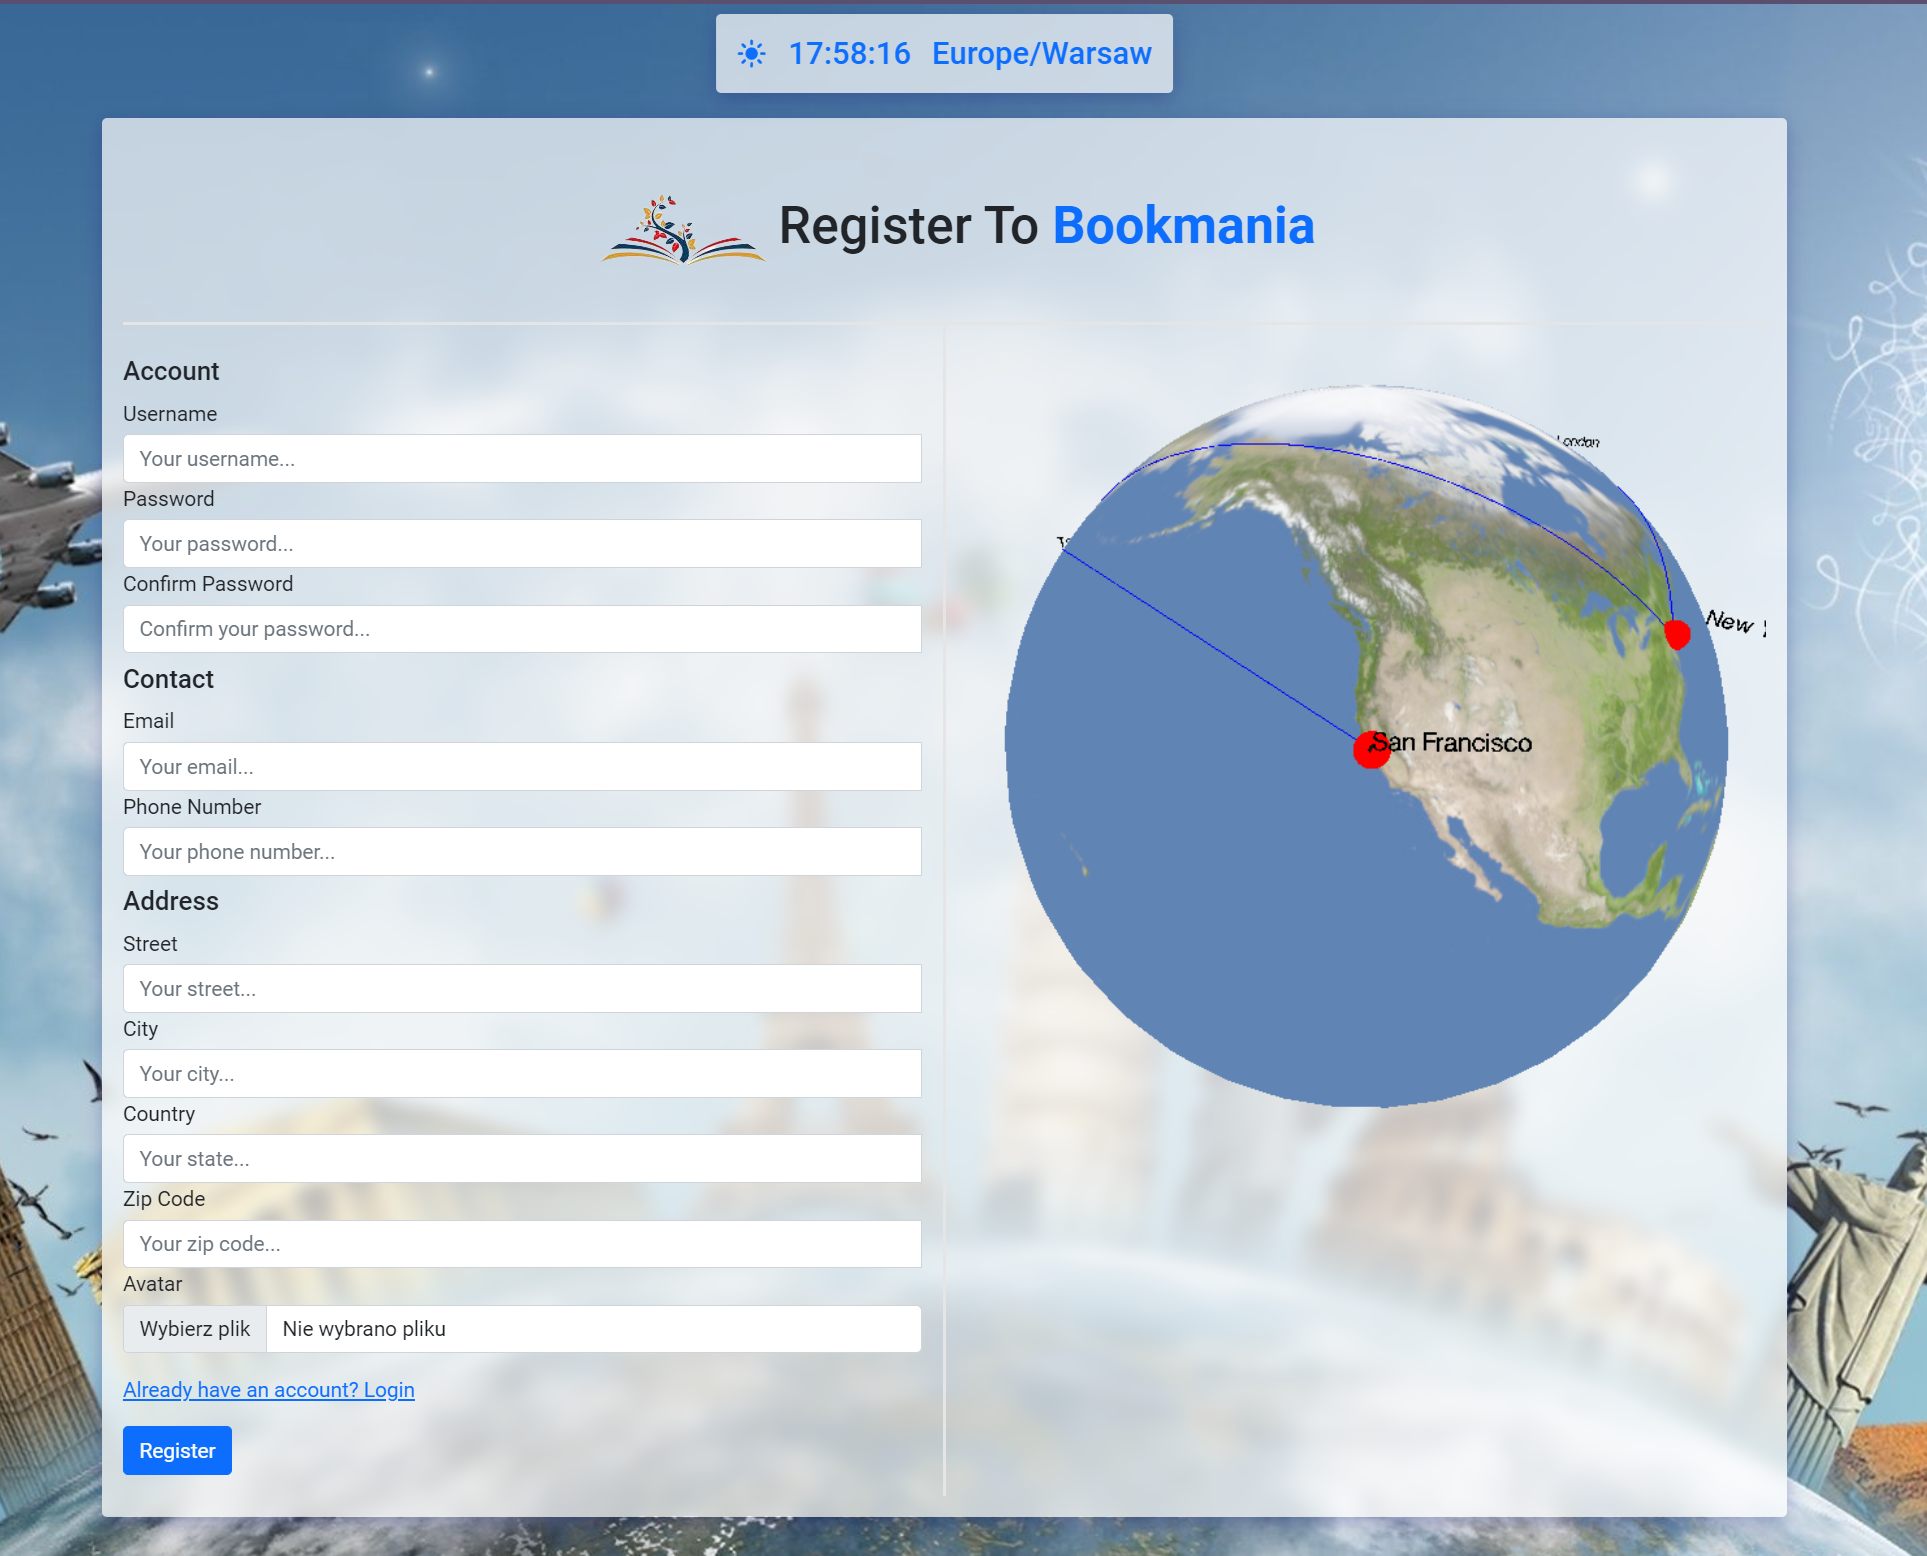 17:58:16 Europe/Warsaw
Register To Bookmania
Account
Username
Your username...
Password
Your password...
Confirm Password
Confirm your password...
Contact
Email
Your email...
Phone Number
Your phone number...
Address
Street
Your street...
City
Your city...
Country
Your state...
Zip Code
Your zip code...
Avatar
Wybierz plik Nie wybrano pliku
Already have an account? Login
Register
London
New
San Francisco